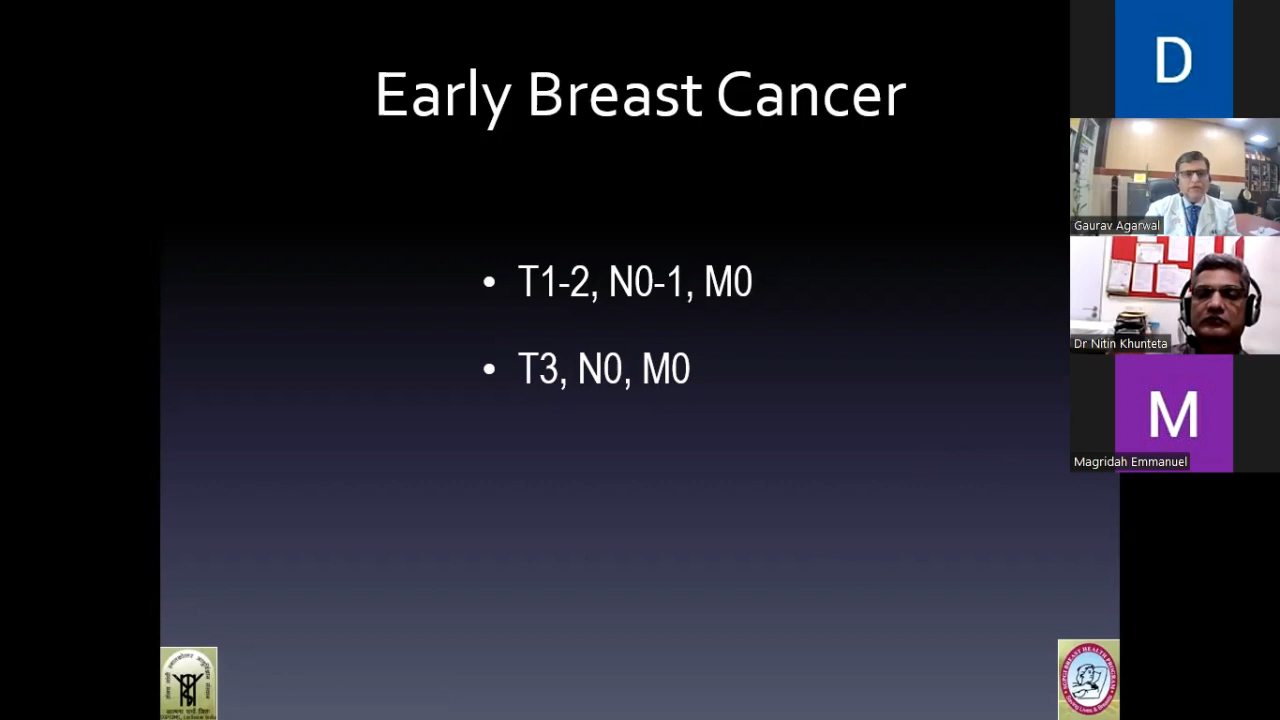 Early Breast Cancer
• T1-2, N0-1, M0
• T3, N0, M0
D
Gaurav Agarwal
Dr Nitin Khunteta
M
Magridah Emmanuel